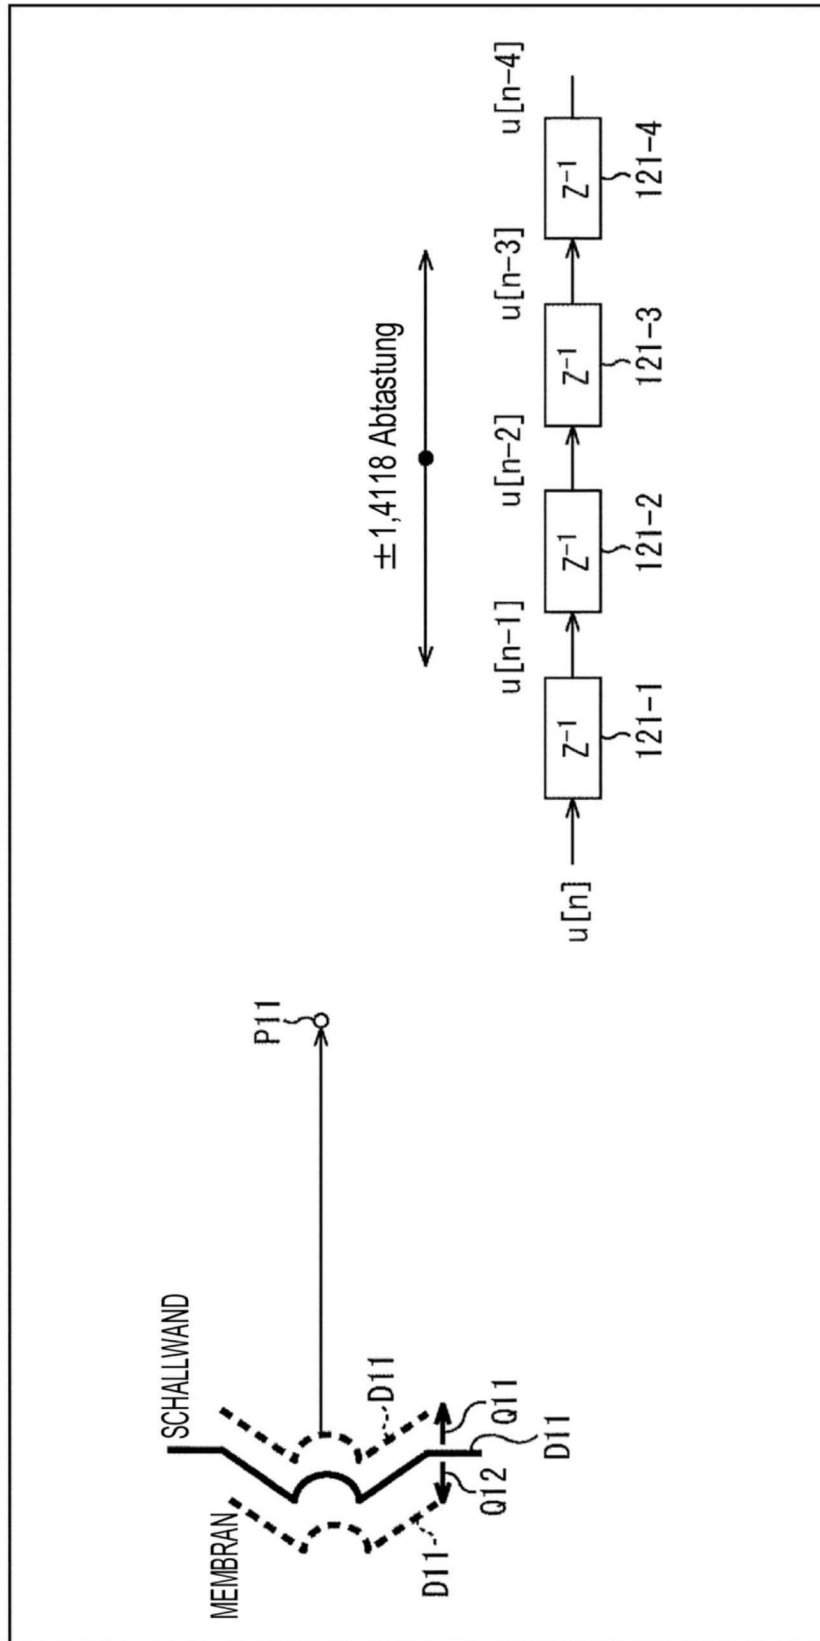 SCHALLWAND
MEMBRAN
P11
D11
D11
Q12
Q11
D11
±1,4118 Abtastung
u[n]
u[n-1]
u[n-2]
u[n-3]
u[n-4]
Z⁻¹
Z⁻¹
Z⁻¹
Z⁻¹
121-1
121-2
121-3
121-4